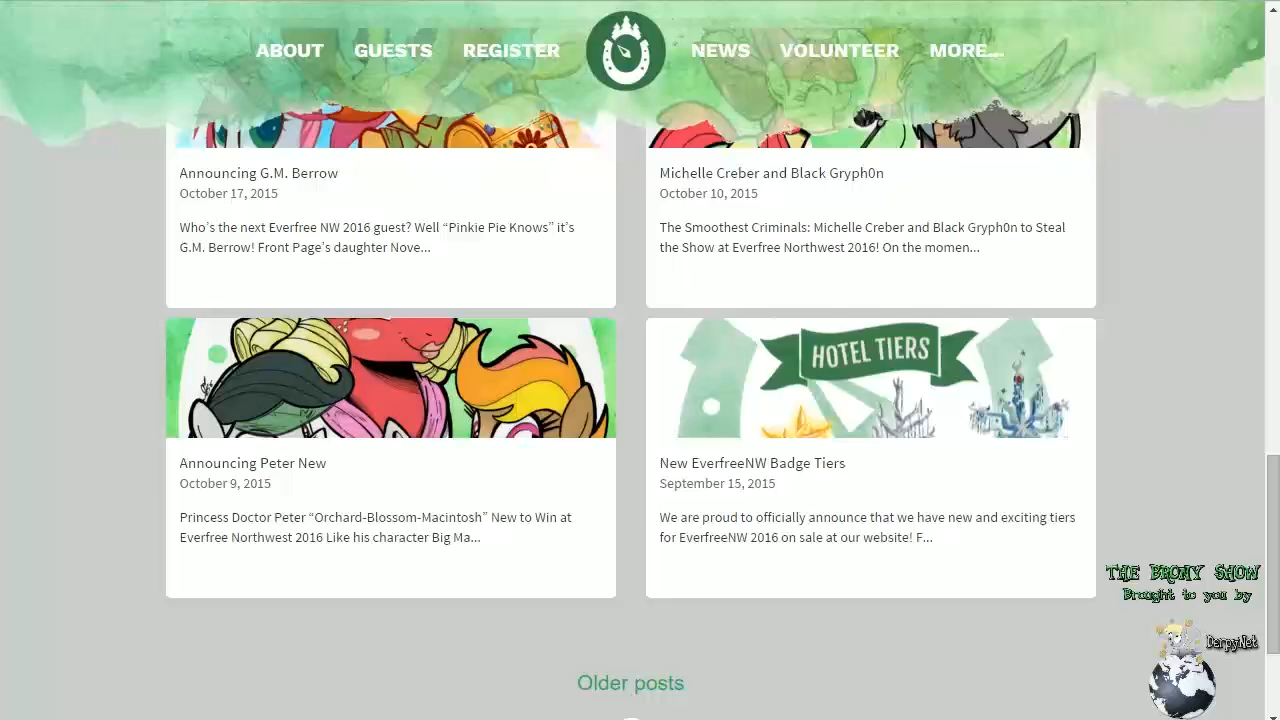 ABOUT GUESTS REGISTER NEWS VOLUNTEER MORE...
Announcing G.M. Berrow
October 17, 2015
Who’s the next Everfree NW 2016 guest? Well “Pinkie Pie Knows” it’s
G.M. Berrow! Front Page’s daughter Nove...
Michelle Creber and Black Gryph0n
October 10, 2015
The Smoothest Criminals: Michelle Creber and Black Gryph0n to Steal
the Show at Everfree Northwest 2016! On the momen...
HOTEL TIERS
Announcing Peter New
October 9, 2015
Princess Doctor Peter “Orchard-Blossom-Macintosh” New to Win at
Everfree Northwest 2016 Like his character Big Ma...
New EverfreeNW Badge Tiers
September 15, 2015
We are proud to officially announce that we have new and exciting tiers
for EverfreeNW 2016 on sale at our website! F...
THE BRONY SHOW
Brought to you by
DerpyNet
Older posts